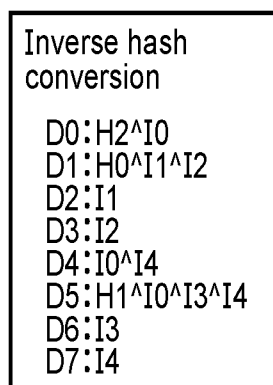 Inverse hash
conversion
D0:H2^I0
D1:H0^I1^I2
D2:I1
D3:I2
D4:I0^I4
D5:H1^I0^I3^I4
D6:I3
D7:I4